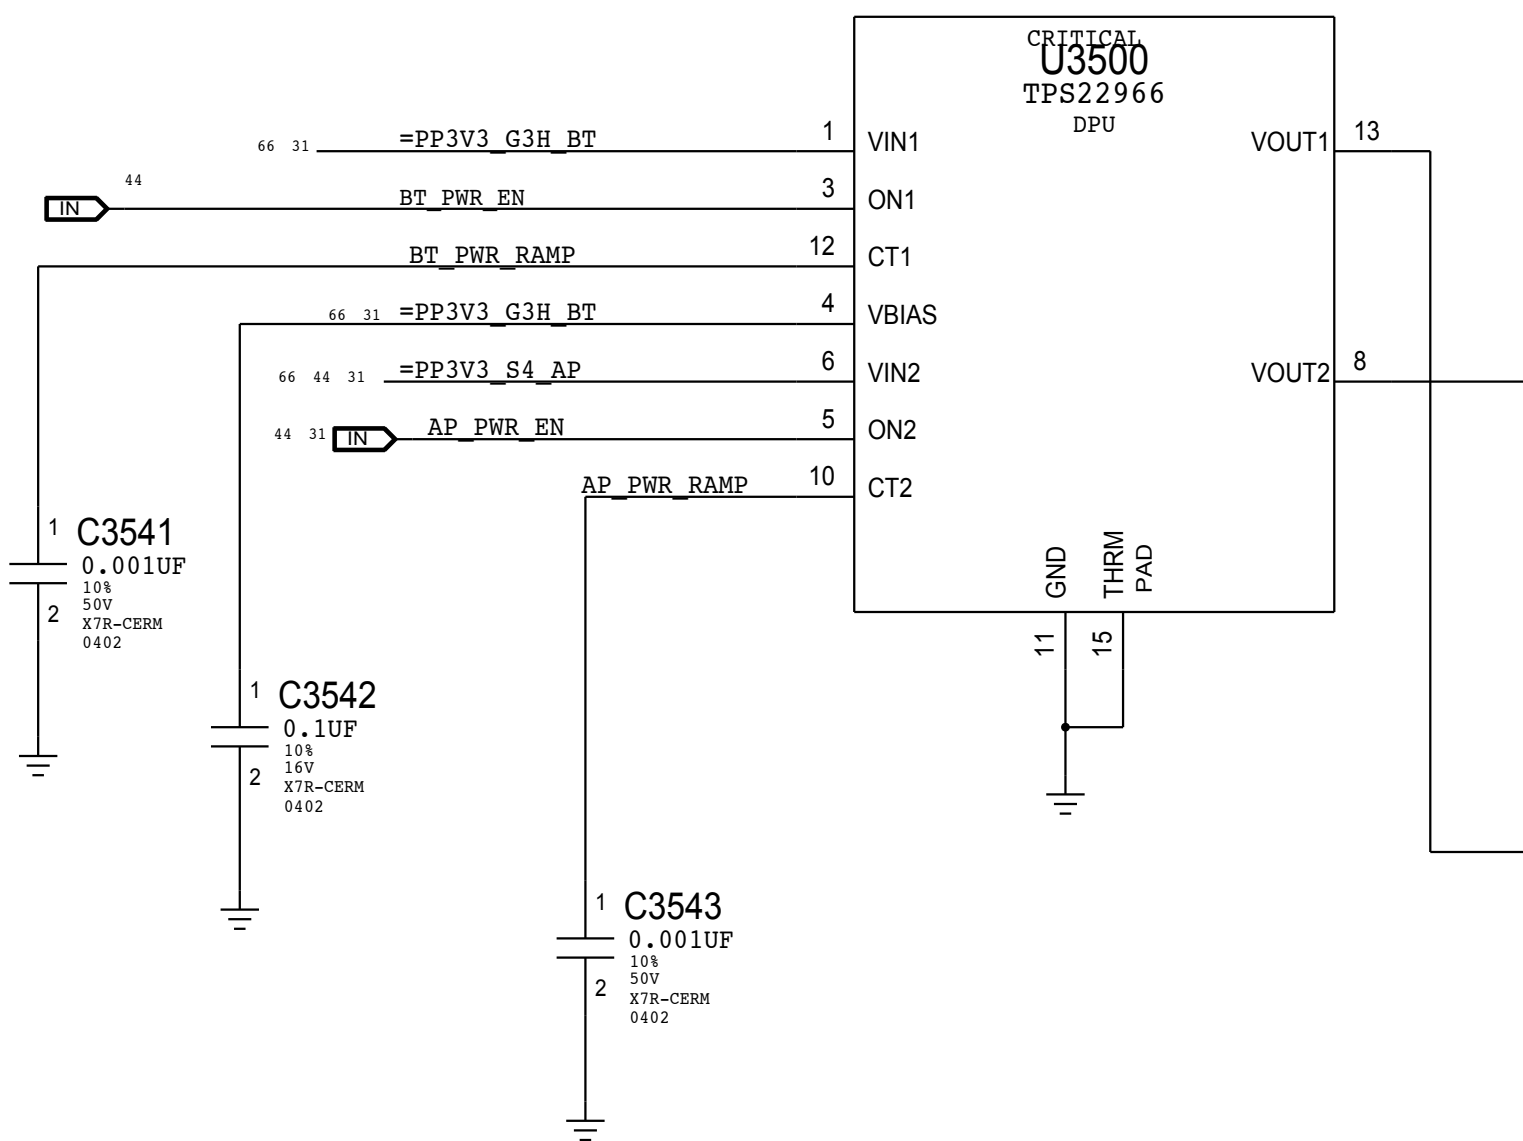 CRITICAL
U3500
TPS22966
DPU
66 31 =PP3V3_G3H_BT 1 VIN1 VOUT1 13
44
IN BT_PWR_EN 3 ON1
BT_PWR_RAMP 12 CT1
66 31 =PP3V3_G3H_BT 4 VBIAS
66 44 31 =PP3V3_S4_AP 6 VIN2 VOUT2 8
44 31 IN AP_PWR_EN 5 ON2
AP_PWR_RAMP 10 CT2
GND
THRM
PAD
11
15
1 C3541
0.001UF
10%
50V
2 X7R-CERM
0402
1 C3542
0.1UF
10%
16V
2 X7R-CERM
0402
1 C3543
0.001UF
10%
50V
2 X7R-CERM
0402